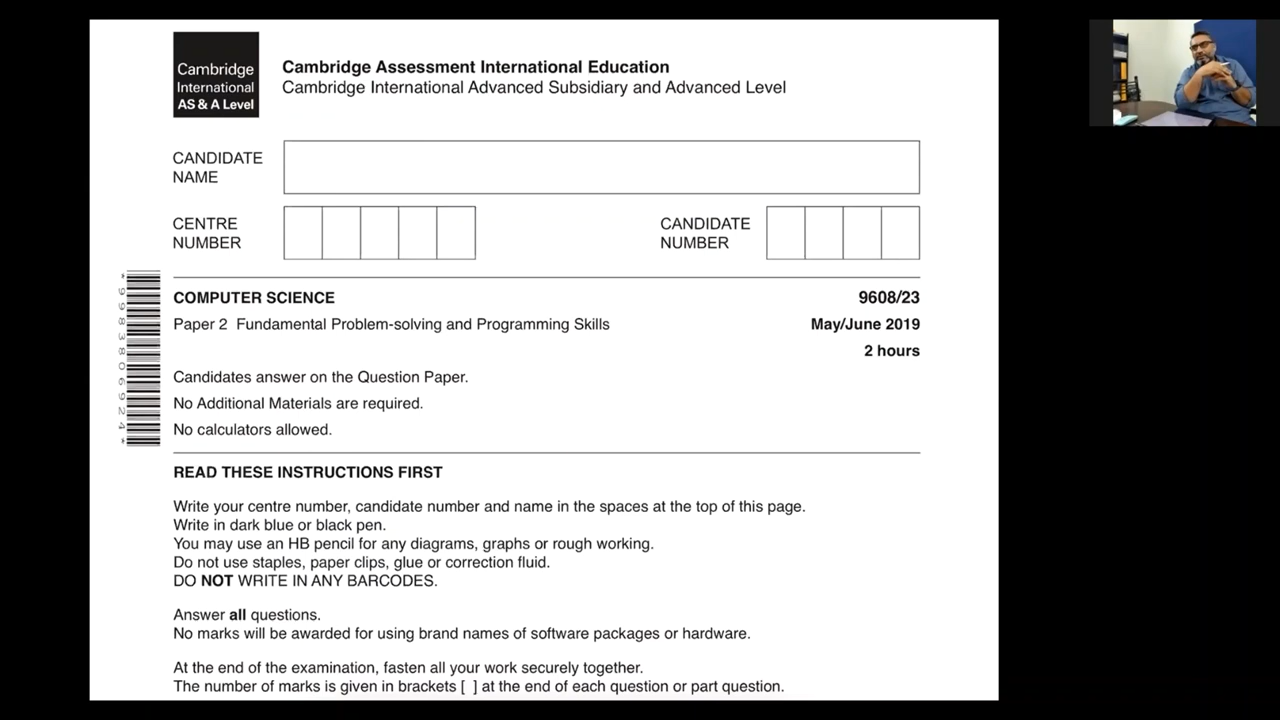 Cambridge
International
AS & A Level
Cambridge Assessment International Education
Cambridge International Advanced Subsidiary and Advanced Level
CANDIDATE
NAME
CENTRE
NUMBER
CANDIDATE
NUMBER
*9983806924*
COMPUTER SCIENCE 9608/23
Paper 2 Fundamental Problem-solving and Programming Skills May/June 2019
2 hours
Candidates answer on the Question Paper.
No Additional Materials are required.
No calculators allowed.
READ THESE INSTRUCTIONS FIRST
Write your centre number, candidate number and name in the spaces at the top of this page.
Write in dark blue or black pen.
You may use an HB pencil for any diagrams, graphs or rough working.
Do not use staples, paper clips, glue or correction fluid.
DO NOT WRITE IN ANY BARCODES.
Answer all questions.
No marks will be awarded for using brand names of software packages or hardware.
At the end of the examination, fasten all your work securely together.
The number of marks is given in brackets [ ] at the end of each question or part question.